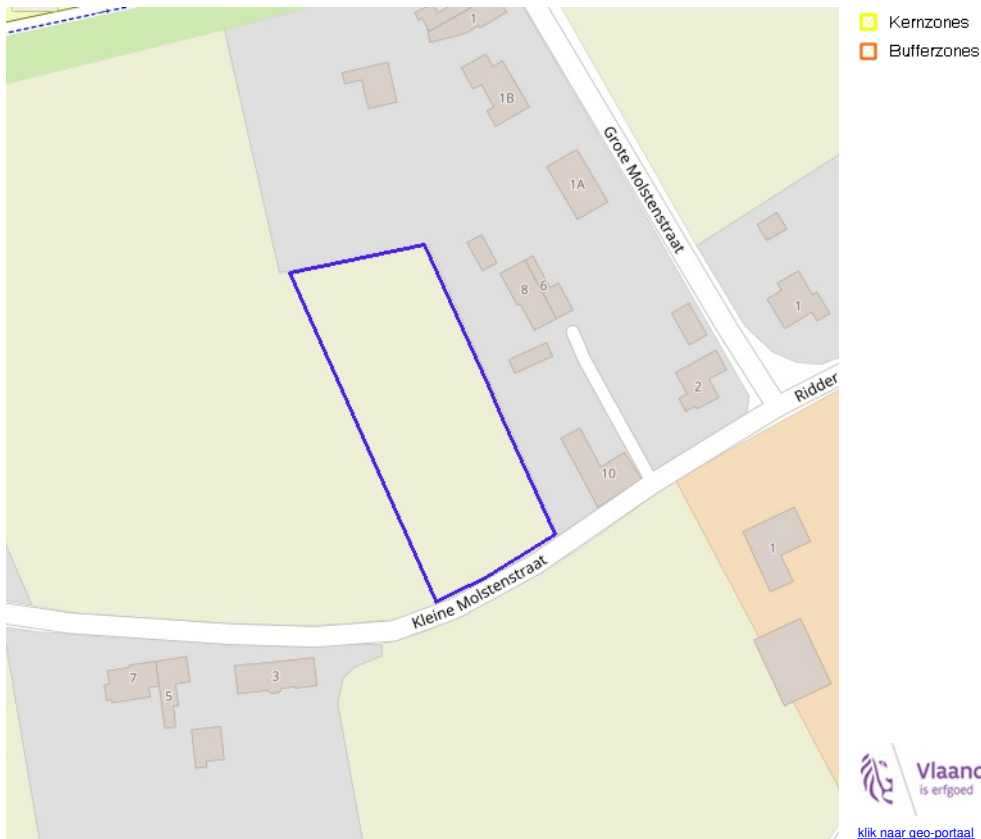 Kernzones
Bufferzones
1
1B
1A
Grote Molstenstraat
8
6
1
2
Ridder
10
1
Kleine Molstenstraat
7
5
3
Vlaand
is erfgoed
klik naar geo-portaal